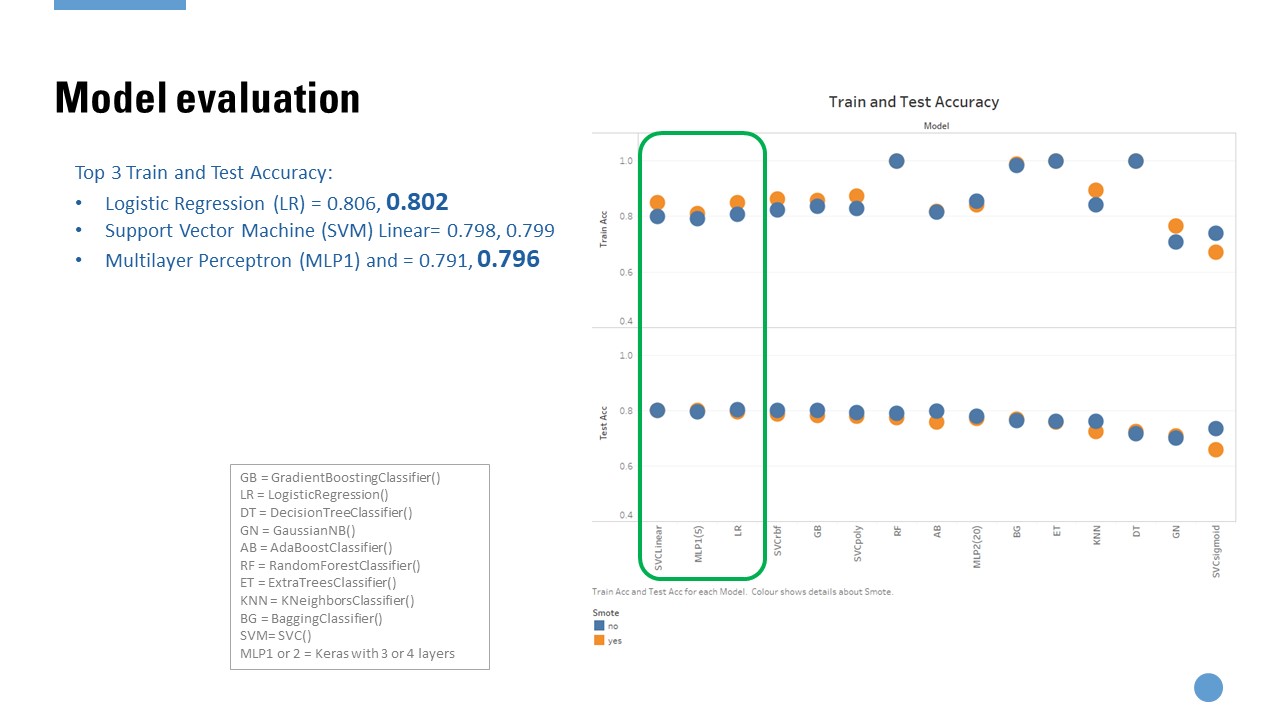 Model evaluation
Top 3 Train and Test Accuracy:
• Logistic Regression (LR) = 0.806, 0.802
• Support Vector Machine (SVM) Linear= 0.798, 0.799
• Multilayer Perceptron (MLP1) and = 0.791, 0.796
GB = GradientBoostingClassifier()
LR = LogisticRegression()
DT = DecisionTreeClassifier()
GN = GaussianNB()
AB = AdaBoostClassifier()
RF = RandomForestClassifier()
ET = ExtraTreesClassifier()
KNN = KNeighborsClassifier()
BG = BaggingClassifier()
SVM= SVC()
MLP1 or 2 = Keras with 3 or 4 layers
Train and Test Accuracy
Model
Train Acc
1.0
0.8
0.6
0.4
Test Acc
1.0
0.8
0.6
0.4
SVCLinear
MLP1(5)
LR
SVCrbf
GB
SVCpoly
RF
AB
MLP2(20)
BG
ET
KNN
DT
GN
SVCsigmoid
Train Acc and Test Acc for each Model. Colour shows details about Smote.
Smote
no
yes